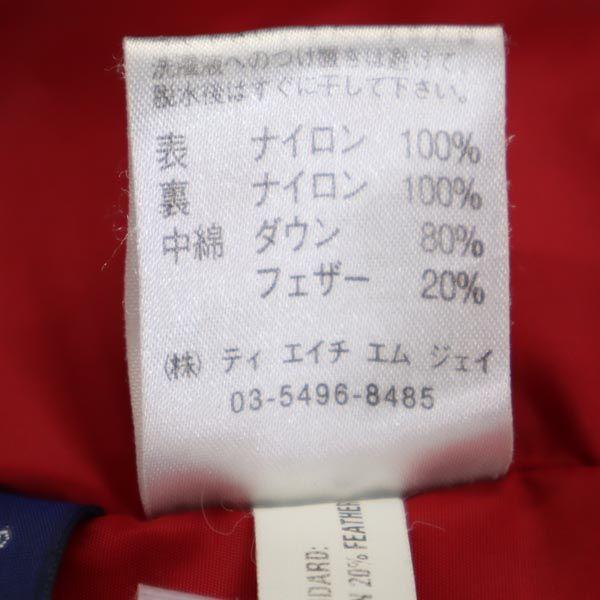 洗濯液へのつけ置きは避けて、
脱水後はすぐに干して下さい。
表 ナイロン 100%
裏 ナイロン 100%
中綿 ダウン 80%
フェザー 20%
(株) ティ エイチ エム ジェイ
03-5496-8485
DARD:
N 20% FEATHER